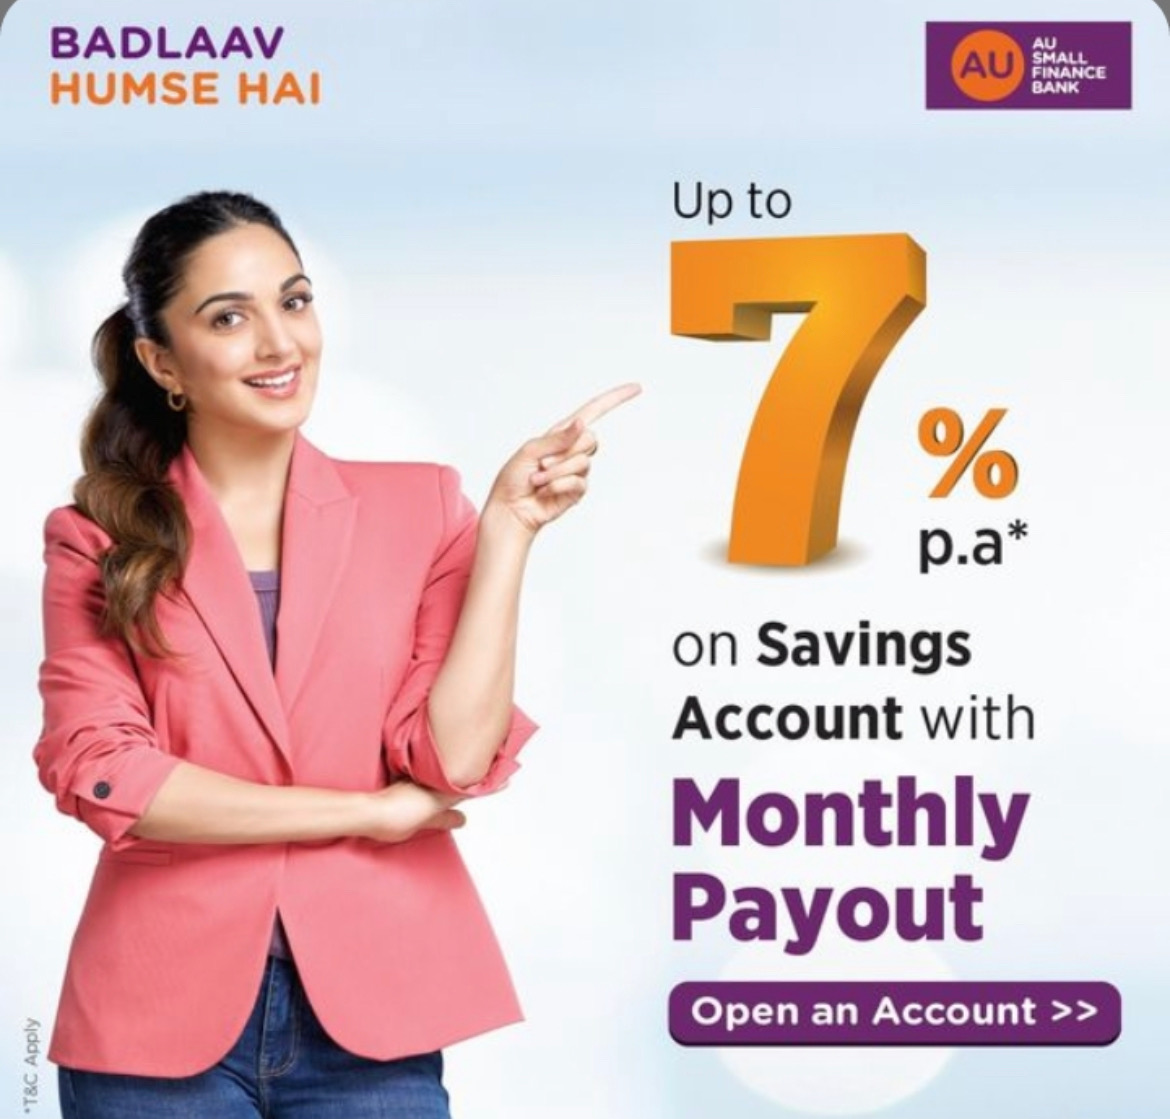 BADLAAV
HUMSE HAI
AU
AU
SMALL
FINANCE
BANK
Up to
7%
p.a*
on Savings
Account with
Monthly
Payout
Open an Account >>
*T&C Apply